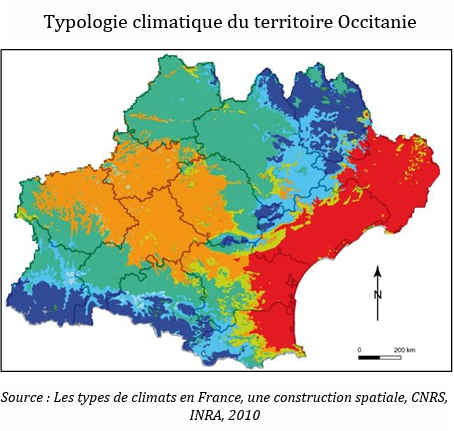 Typologie climatique du territoire Occitanie
N
0 200 km
Source : Les types de climats en France, une construction spatiale, CNRS,
INRA, 2010